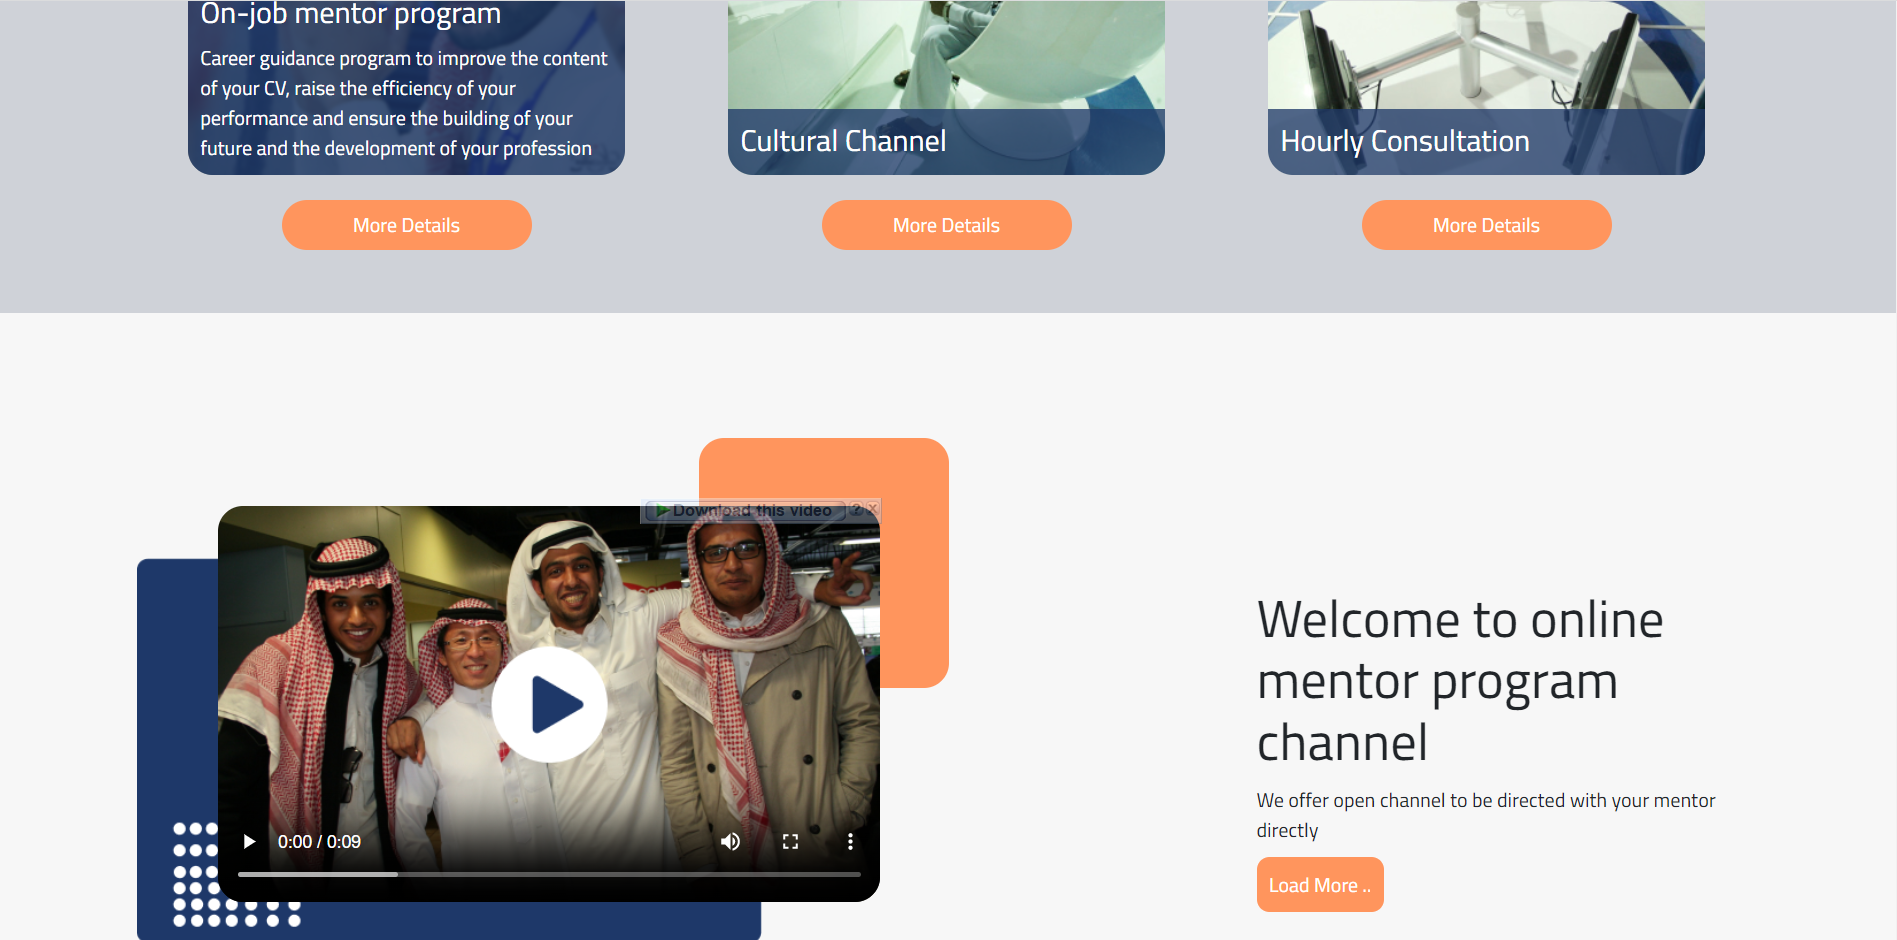 On-job mentor program
Career guidance program to improve the content
of your CV, raise the efficiency of your
performance and ensure the building of your
future and the development of your profession
Cultural Channel
Hourly Consultation
More Details
More Details
More Details
Download this video
?
Welcome to online
mentor program
channel
We offer open channel to be directed with your mentor
directly
0:00 / 0:09
Load More ..